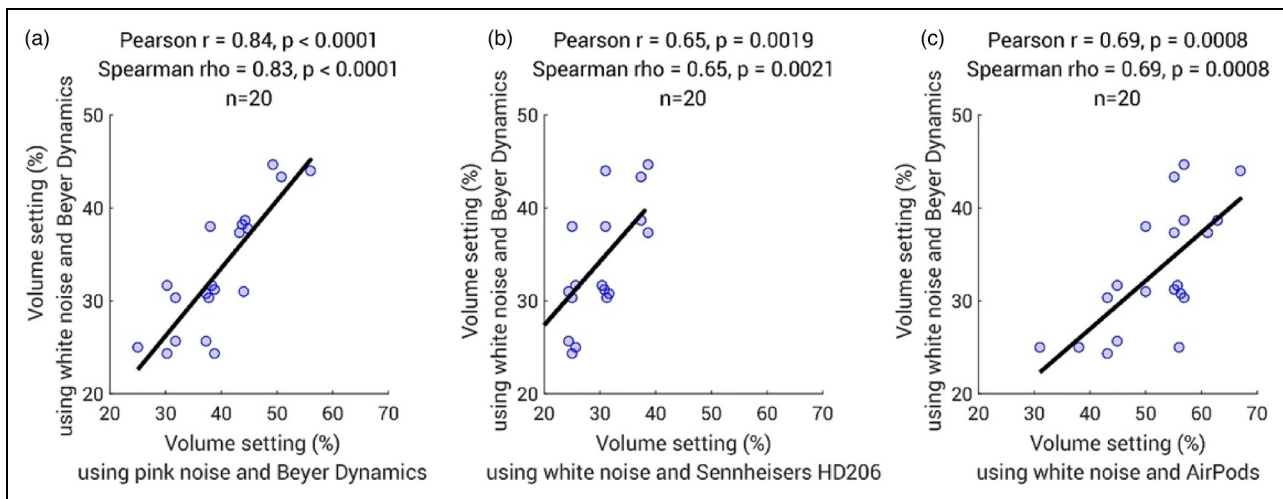 (a)
Pearson r = 0.84, p < 0.0001
Spearman rho = 0.83, p < 0.0001
n=20
Volume setting (%)
using white noise and Beyer Dynamics
50
40
30
20
20 30 40 50 60 70
Volume setting (%)
using pink noise and Beyer Dynamics
(b)
Pearson r = 0.65, p = 0.0019
Spearman rho = 0.65, p = 0.0021
n=20
Volume setting (%)
using white noise and Beyer Dynamics
50
40
30
20
20 30 40 50 60 70
Volume setting (%)
using white noise and Sennheisers HD206
(c)
Pearson r = 0.69, p = 0.0008
Spearman rho = 0.69, p = 0.0008
n=20
Volume setting (%)
using white noise and Beyer Dynamics
50
40
30
20
20 30 40 50 60 70
Volume setting (%)
using white noise and AirPods